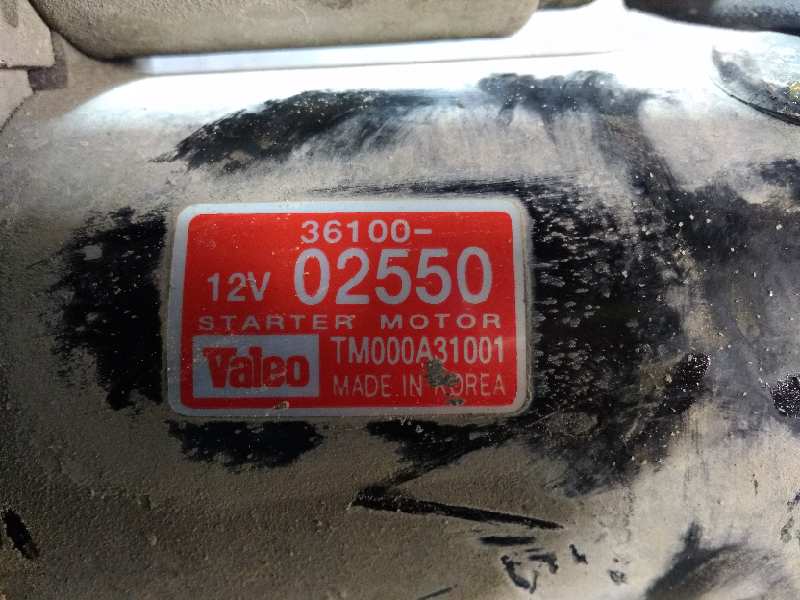 36100-
12V 02550
STARTER MOTOR
Valeo TM000A31001
MADE IN KOREA